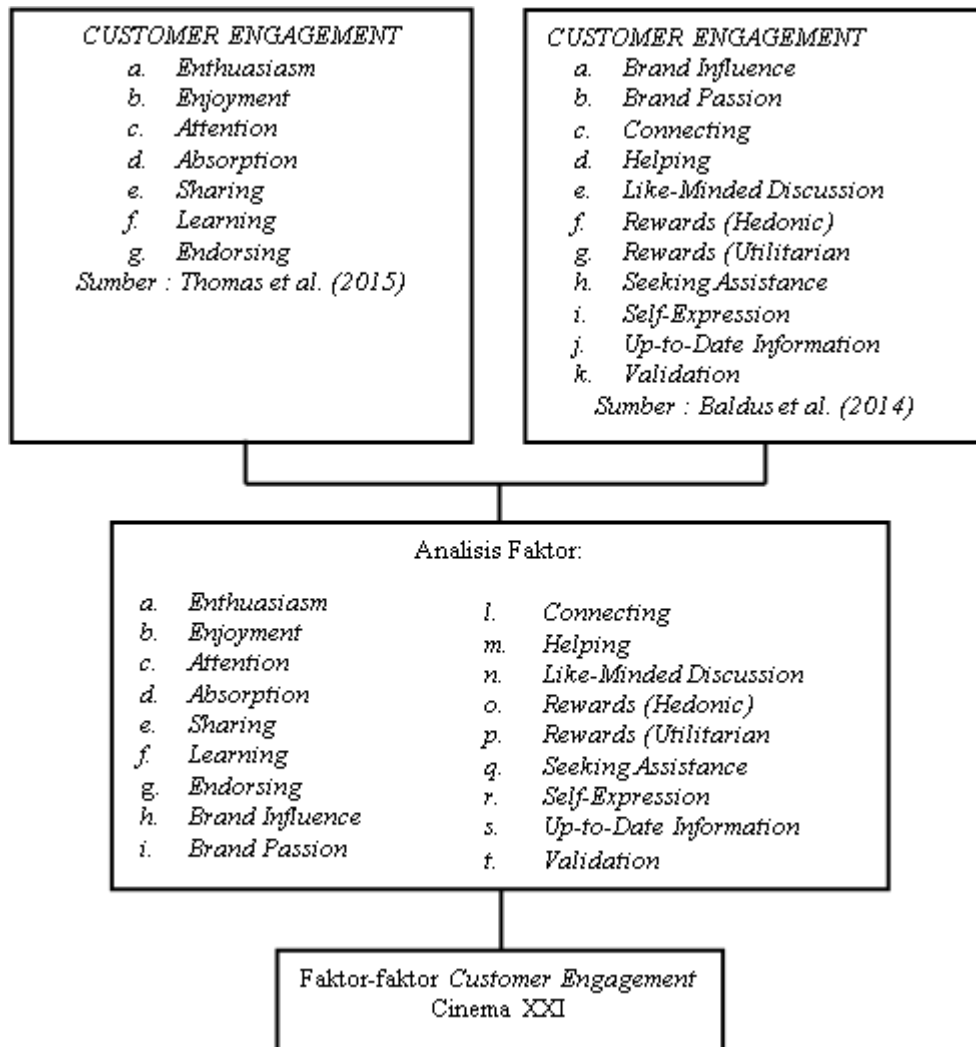 CUSTOMER ENGAGEMENT
a. Enthuasiasm
b. Enjoyment
c. Attention
d. Absorption
e. Sharing
f. Learning
g. Endorsing
Sumber : Thomas et al. (2015)
CUSTOMER ENGAGEMENT
a. Brand Influence
b. Brand Passion
c. Connecting
d. Helping
e. Like-Minded Discussion
f. Rewards (Hedonic)
g. Rewards (Utilitarian
h. Seeking Assistance
i. Self-Expression
j. Up-to-Date Information
k. Validation
Sumber : Baldus et al. (2014)
Analisis Faktor:
a. Enthuasiasm
b. Enjoyment
c. Attention
d. Absorption
e. Sharing
f. Learning
g. Endorsing
h. Brand Influence
i. Brand Passion
l. Connecting
m. Helping
n. Like-Minded Discussion
o. Rewards (Hedonic)
p. Rewards (Utilitarian
q. Seeking Assistance
r. Self-Expression
s. Up-to-Date Information
t. Validation
Faktor-faktor Customer Engagement
Cinema XXI